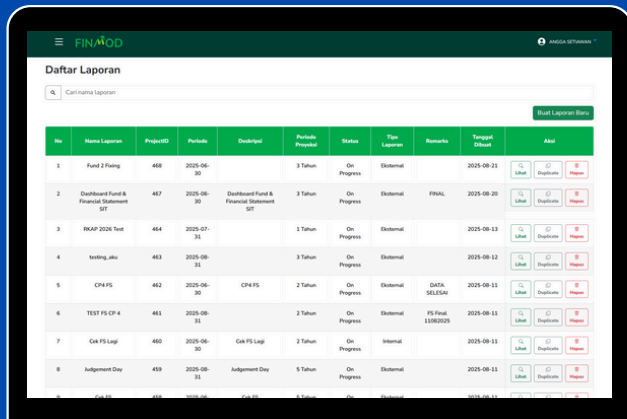 FINMOD
ANGGA SETIAWAN
Daftar Laporan
Cari nama laporan
Buat Laporan Baru
No Nama Laporan ProjectID Periode Deskripsi Periode Proyeksi Status Tipe Laporan Remarks Tanggal Dibuat Aksi
1 Fund 2 Fixing 468 2025-06-30 3 Tahun On Progress Eksternal 2025-08-21 Lihat Duplicate Hapus
2 Dashboard Fund & Financial Statement SIT 467 2025-06-30 Dashboard Fund & Financial Statement SIT 3 Tahun On Progress Eksternal FINAL 2025-08-20 Lihat Duplicate Hapus
3 RKAP 2026 Test 464 2025-07-31 1 Tahun On Progress Eksternal 2025-08-13 Lihat Duplicate Hapus
4 testing_aku 463 2025-08-31 3 Tahun On Progress Eksternal 2025-08-12 Lihat Duplicate Hapus
5 CP4 FS 462 2025-06-30 CP4 FS 2 Tahun On Progress Eksternal DATA SELESAI 2025-08-11 Lihat Duplicate Hapus
6 TEST FS CP 4 461 2025-08-31 2 Tahun On Progress Eksternal FS Final 11082025 2025-08-11 Lihat Duplicate Hapus
7 Cek FS Lagi 460 2025-06-30 Cek FS Lagi 2 Tahun On Progress Internal 2025-08-11 Lihat Duplicate Hapus
8 Judgement Day 459 2025-08-31 Judgement Day 5 Tahun On Progress Eksternal 2025-08-11 Lihat Duplicate Hapus